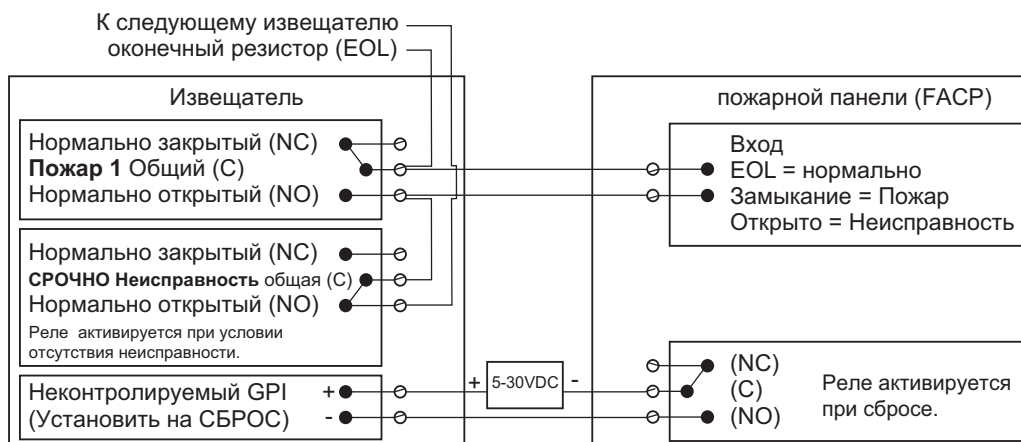 К следующему извещателю
оконечный резистор (EOL)
Извещатель
Нормально закрытый (NC)
Пожар 1 Общий (C)
Нормально открытый (NO)
Нормально закрытый (NC)
СРОЧНО Неисправность общая (C)
Нормально открытый (NO)
Реле активируется при условии
отсутствия неисправности.
Неконтролируемый GPI +
(Установить на СБРОС) -
+ 5-30VDC -
пожарной панели (FACP)
Вход
EOL = нормально
Замыкание = Пожар
Открыто = Неисправность
(NC)
(C)
(NO)
Реле активируется
при сбросе.